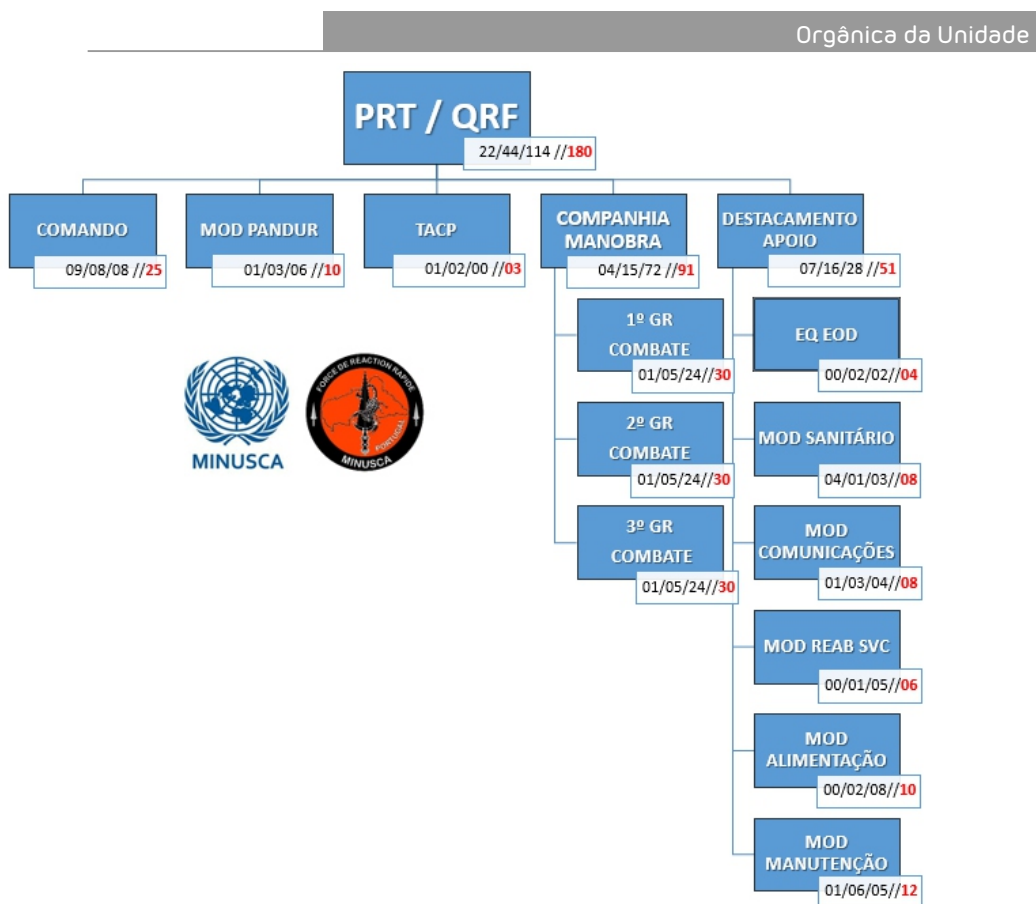 Orgânica da Unidade
PRT / QRF
22/44/114 //180
COMANDO
09/08/08 //25
MOD PANDUR
01/03/06 //10
TACP
01/02/00 //03
COMPANHIA
MANOBRA
04/15/72 //91
DESTACAMENTO
APOIO
07/16/28 //51
1º GR
COMBATE
01/05/24//30
2º GR
COMBATE
01/05/24//30
3º GR
COMBATE
01/05/24//30
EQ EOD
00/02/02//04
MOD SANITÁRIO
04/01/03//08
MOD
COMUNICAÇÕES
01/03/04//08
MOD REAB SVC
00/01/05//06
MOD
ALIMENTAÇÃO
00/02/08//10
MOD
MANUTENÇÃO
01/06/05//12
MINUSCA
FORCE DE REACTION RAPIDE
PORTUGAL
MINUSCA